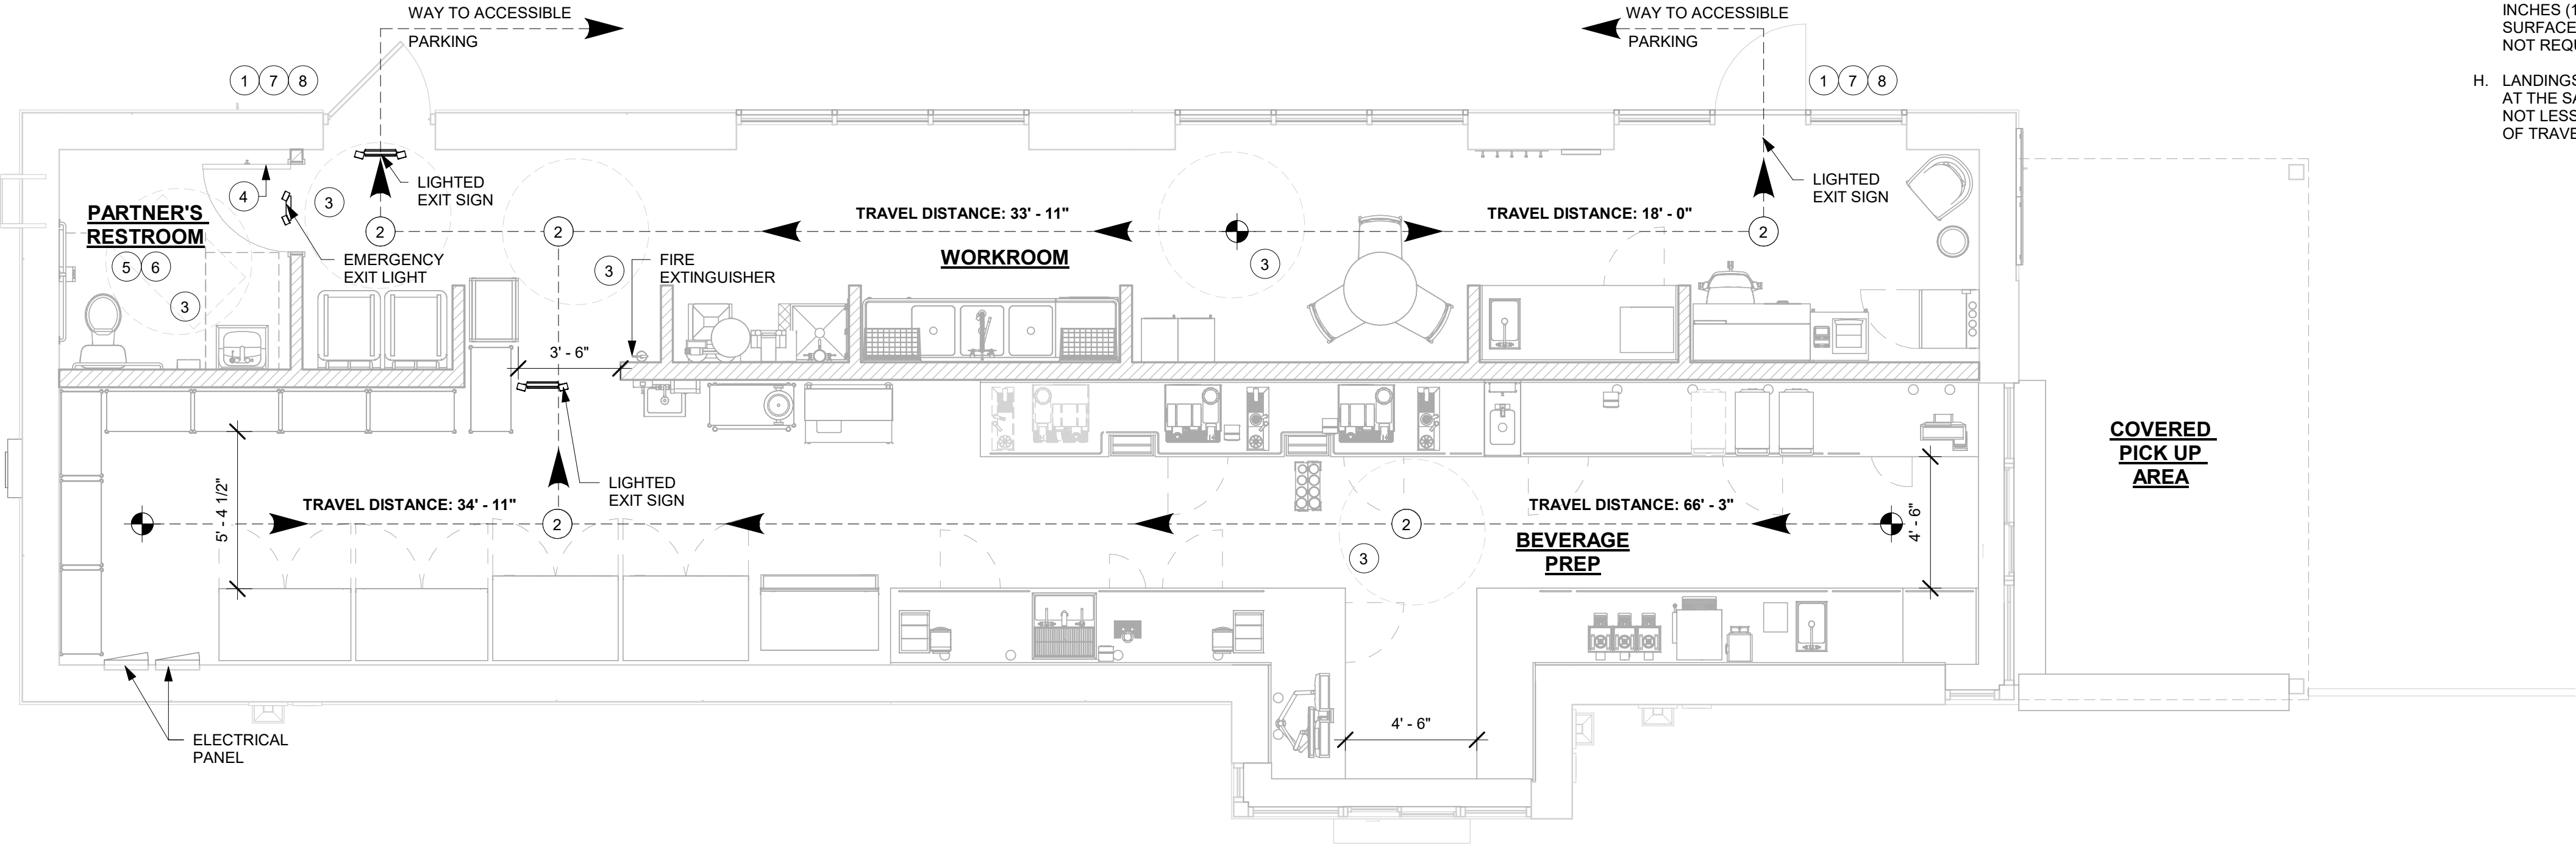 WAY TO ACCESSIBLE
PARKING
WAY TO ACCESSIBLE
PARKING
INCHES (1
SURFACE
NOT REQU
H. LANDINGS
AT THE SA
NOT LESS
OF TRAVE
1 7 8
1 7 8
LIGHTED
EXIT SIGN
LIGHTED
EXIT SIGN
4
3
PARTNER'S
RESTROOM
5 6
3
2
2
TRAVEL DISTANCE: 33' - 11"
TRAVEL DISTANCE: 18' - 0"
2
EMERGENCY
EXIT LIGHT
3
FIRE
EXTINGUISHER
WORKROOM
3
3' - 6"
COVERED
PICK UP
AREA
LIGHTED
EXIT SIGN
5' - 4 1/2"
TRAVEL DISTANCE: 34' - 11"
2
2
TRAVEL DISTANCE: 66' - 3"
4' - 6"
3
BEVERAGE
PREP
4' - 6"
ELECTRICAL
PANEL